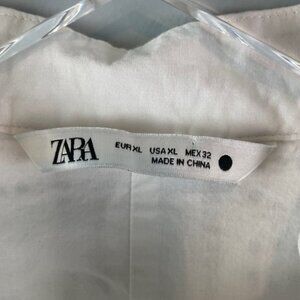 ZARA
EUR XL USA XL MEX 32
MADE IN CHINA